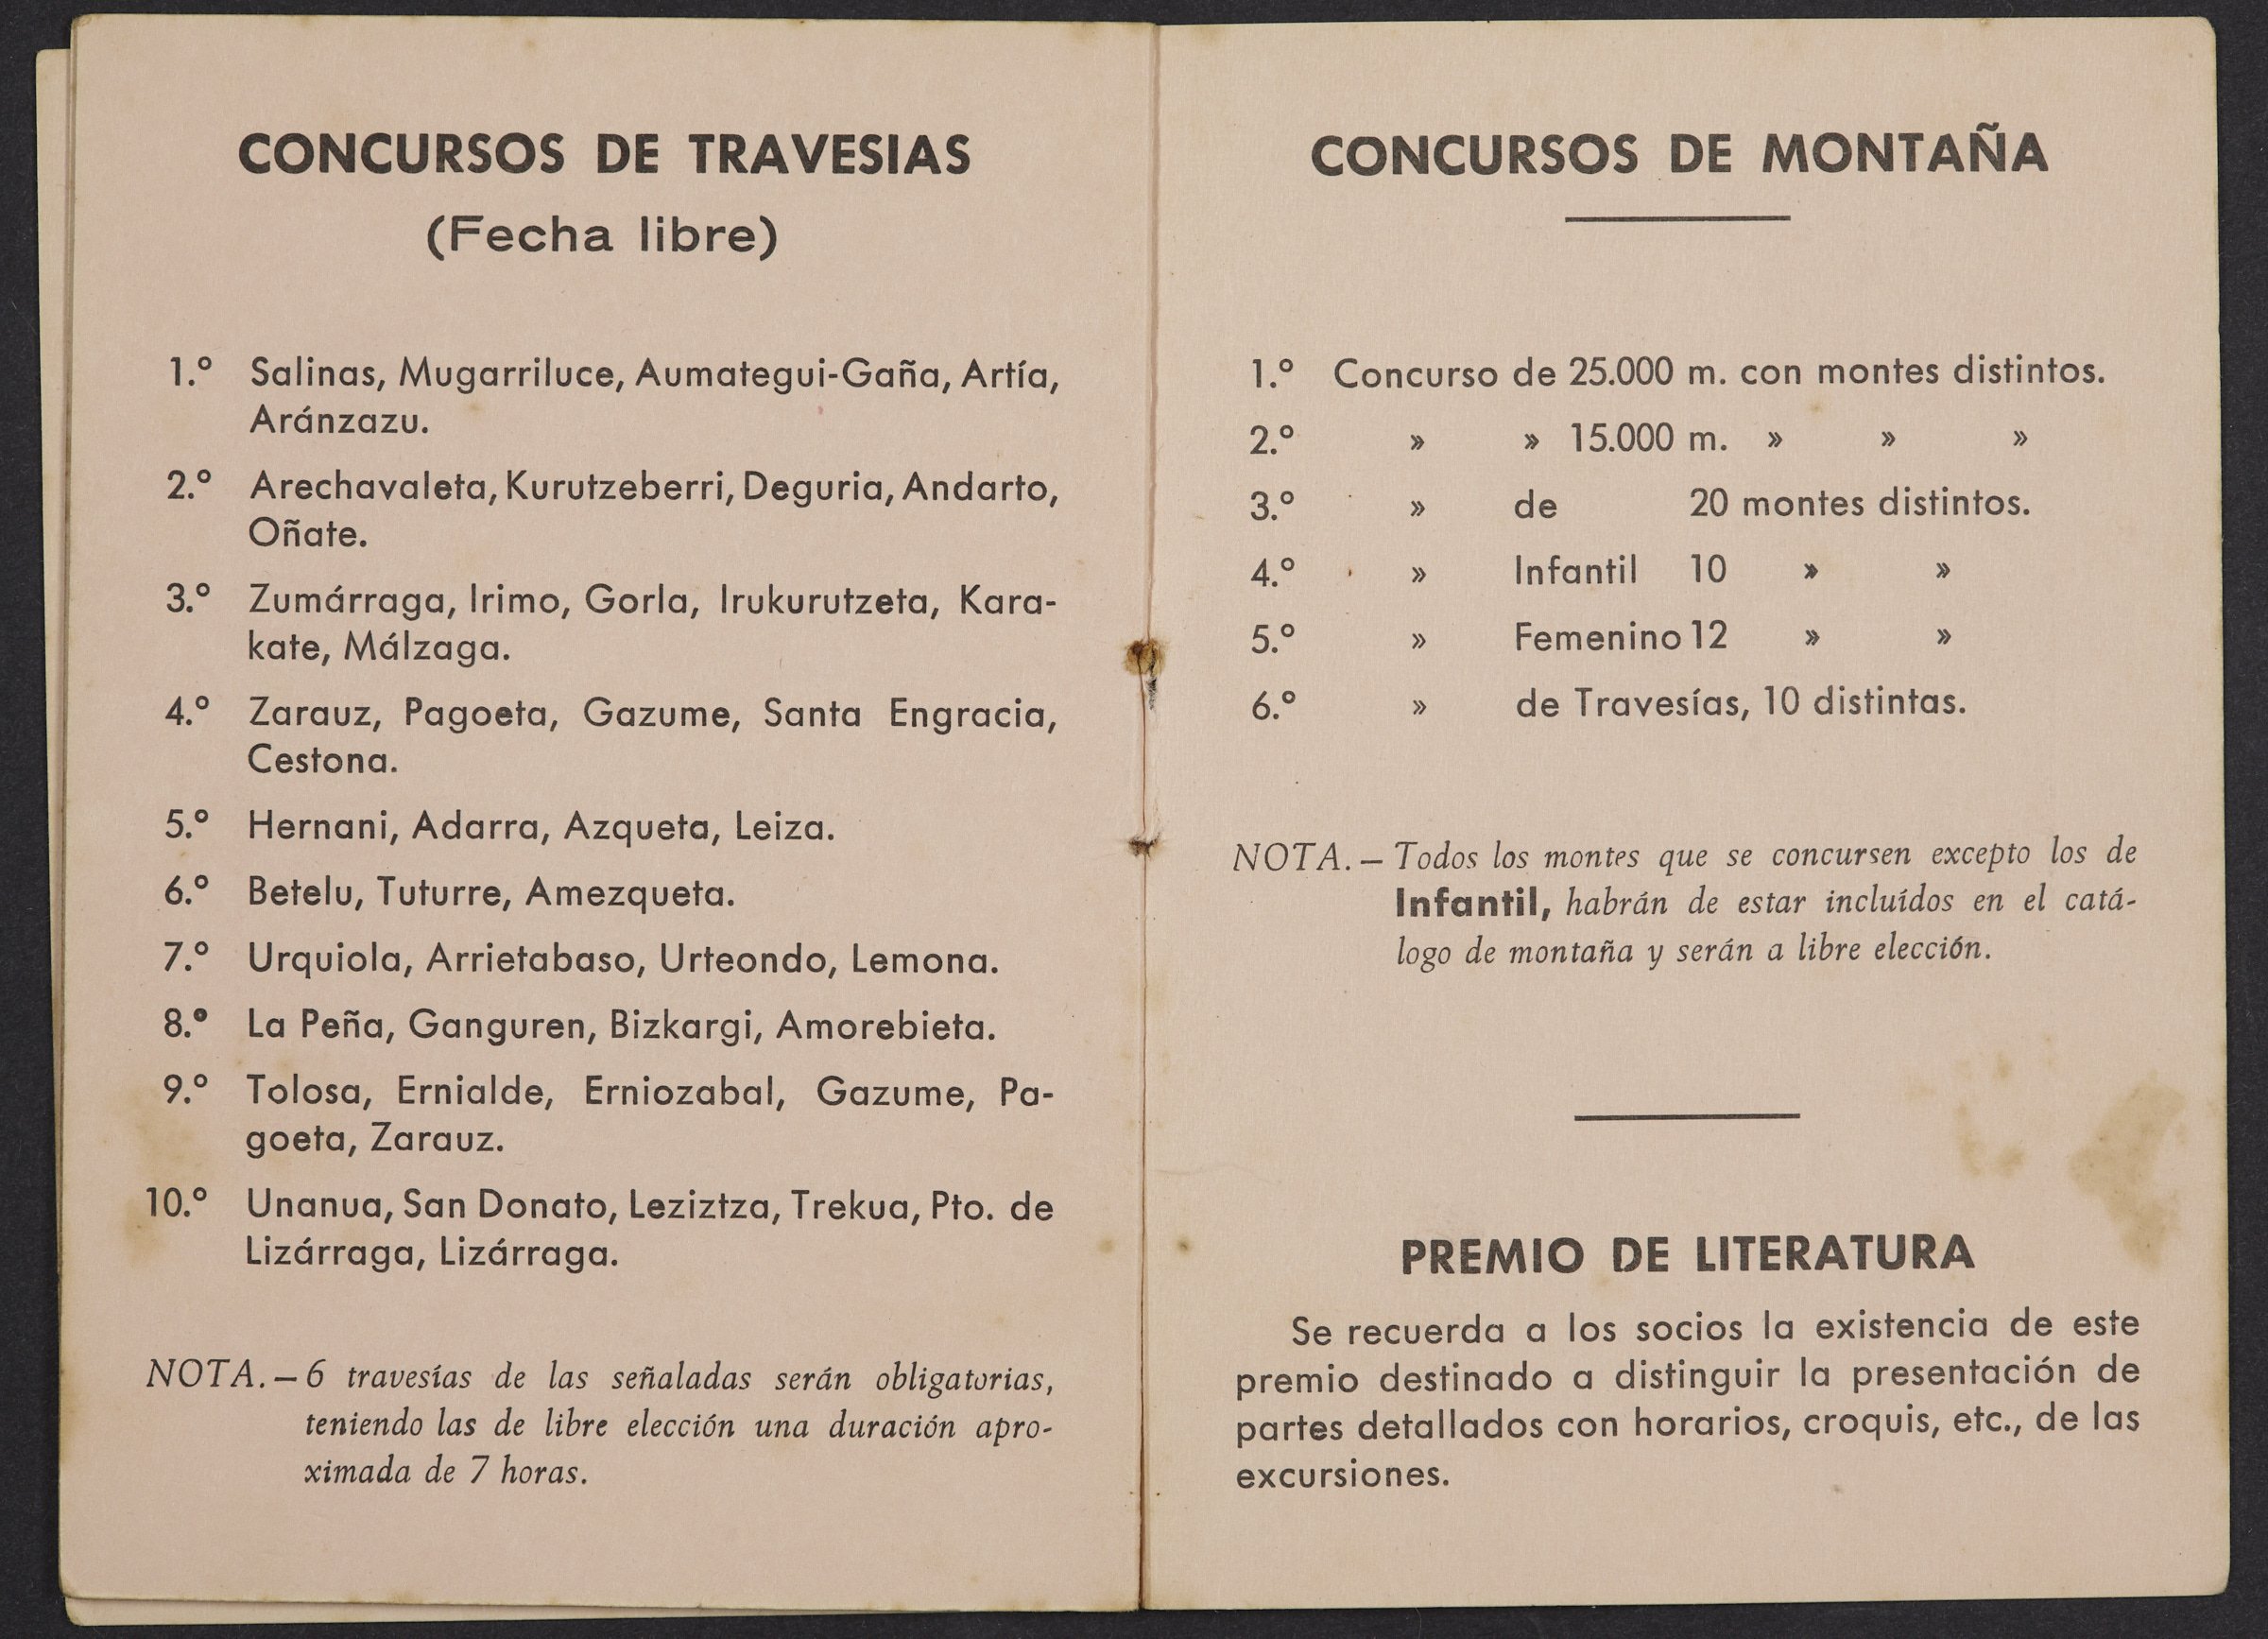 CONCURSOS DE TRAVESIAS
(Fecha libre)
1.º Salinas, Mugarriluce, Aumategui-Gaña, Artía,
Aránzazu.
2.º Arechavaleta, Kurutzeberri, Deguria, Andarto,
Oñate.
3.º Zumárraga, Irimo, Gorla, Irukurutzeta, Kara-
kate, Málzaga.
4.º Zarauz, Pagoeta, Gazume, Santa Engracia,
Cestona.
5.º Hernani, Adarra, Azqueta, Leiza.
6.º Betelu, Tuturre, Amezqueta.
7.º Urquiola, Arrietabaso, Urteondo, Lemona.
8.º La Peña, Ganguren, Bizkargi, Amorebieta.
9.º Tolosa, Ernialde, Erniozabal, Gazume, Pa-
goeta, Zarauz.
10.º Unanua, San Donato, Leziztza, Trekua, Pto. de
Lizárraga, Lizárraga.
NOTA.—6 travesías de las señaladas serán obligatorias,
teniendo las de libre elección una duración apro-
ximada de 7 horas.
CONCURSOS DE MONTAÑA
1.º Concurso de 25.000 m. con montes distintos.
2.º » » 15.000 m. » » »
3.º » de 20 montes distintos.
4.º » Infantil 10 » »
5.º » Femenino 12 » »
6.º » de Travesías, 10 distintas.
NOTA.—Todos los montes que se concursen excepto los de
Infantil, habrán de estar incluídos en el catá-
logo de montaña y serán a libre elección.
PREMIO DE LITERATURA
Se recuerda a los socios la existencia de este
premio destinado a distinguir la presentación de
partes detallados con horarios, croquis, etc., de las
excursiones.